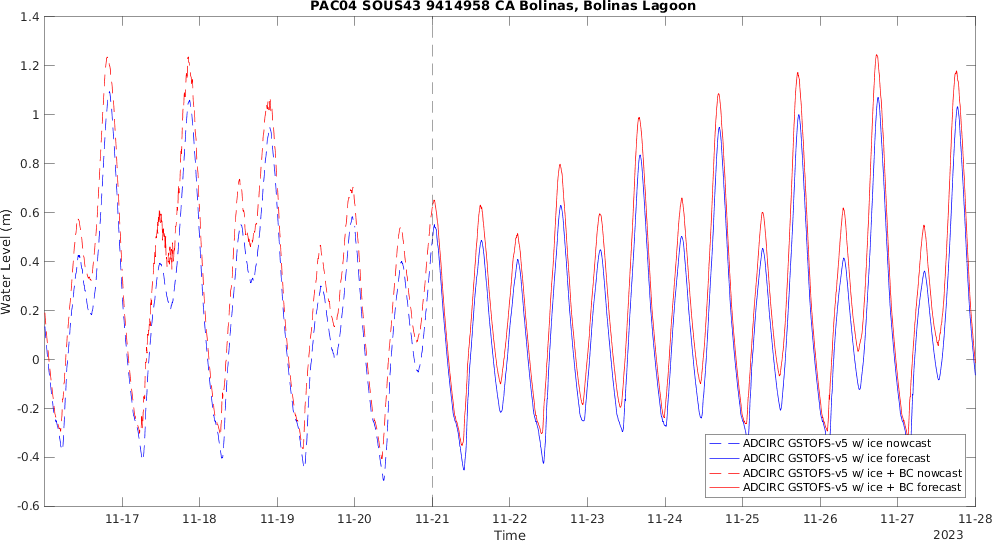 PAC04 SOUS43 9414958 CA Bolinas, Bolinas Lagoon
Water Level (m)
1.4
1.2
1
0.8
0.6
0.4
0.2
0
-0.2
-0.4
-0.6
ADCIRC GSTOFS-v5 w/ ice nowcast
ADCIRC GSTOFS-v5 w/ ice forecast
ADCIRC GSTOFS-v5 w/ ice + BC nowcast
ADCIRC GSTOFS-v5 w/ ice + BC forecast
11-17 11-18 11-19 11-20 11-21 11-22 11-23 11-24 11-25 11-26 11-27 11-28
Time
2023